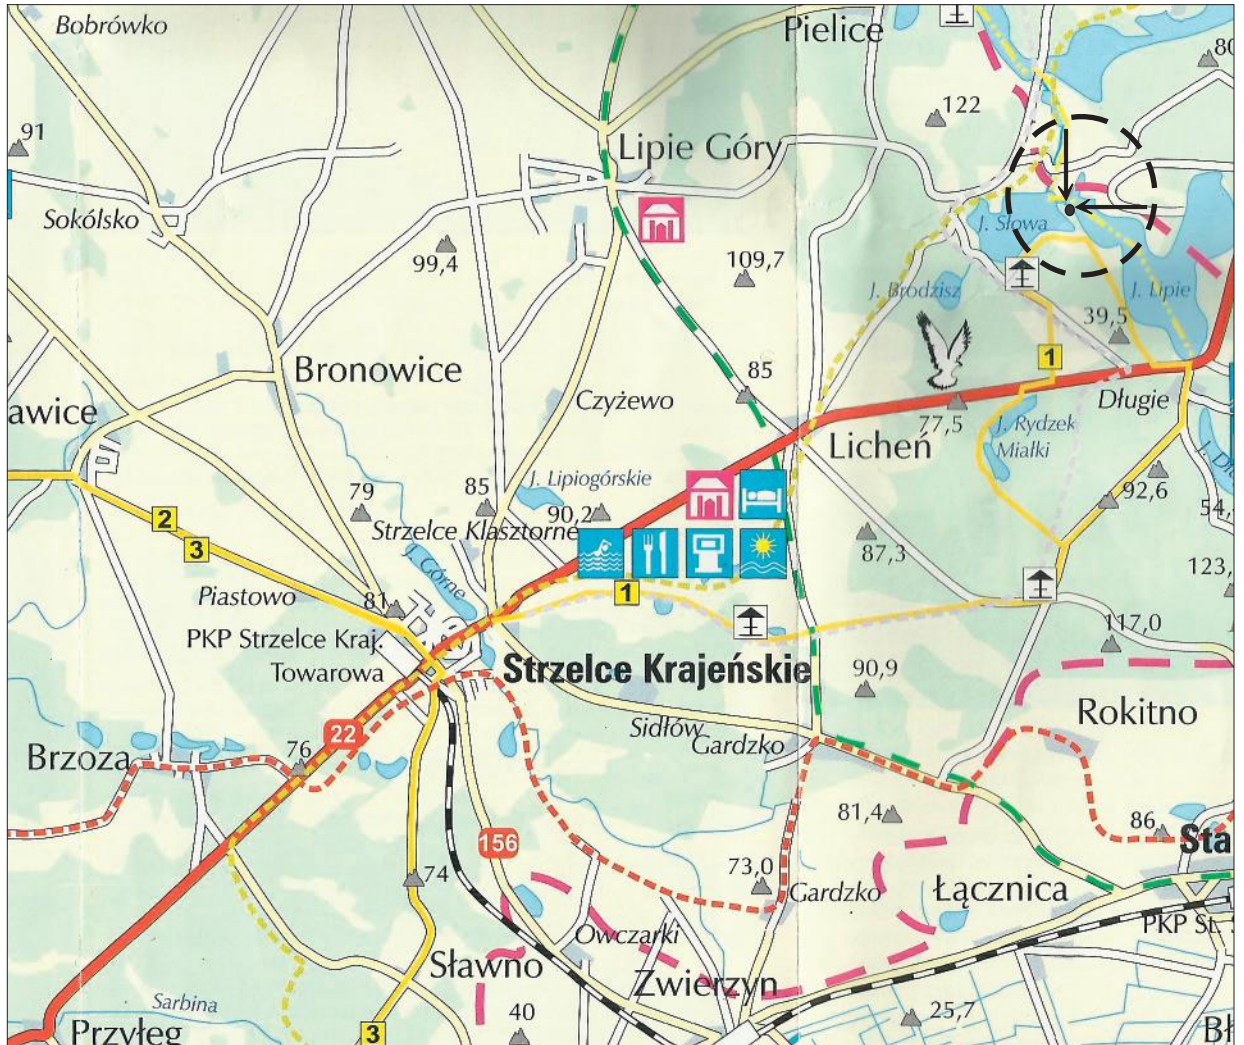 Bobrówko
Pielice
80
122
91
Lipie Góry
Sokólsko
J. Słowa
99,4
109,7
J. Brodzisz
J. Lipie
39,5
1
Bronowice
85
awice
Czyżewo
Długie
77,5
J. Rydzek
Miałki
Licheń
J. Lipiogórskie
79
85
90,2
92,6
54,
2
Strzelce Klasztorne
3
87,3
J. Górne
123,
Piastowo
81
1
117,0
PKP Strzelce Kraj.
Towarowa
Strzelce Krajeńskie
90,9
Rokitno
Sidłów
Gardzko
22
Brzoza
76
81,4
86
Sta
156
74
73,0
Gardzko
Łącznica
PKP St.
Owczarki
Sławno
Zwierzyn
Sarbina
40
25,7
Przyłęg
3
Bł